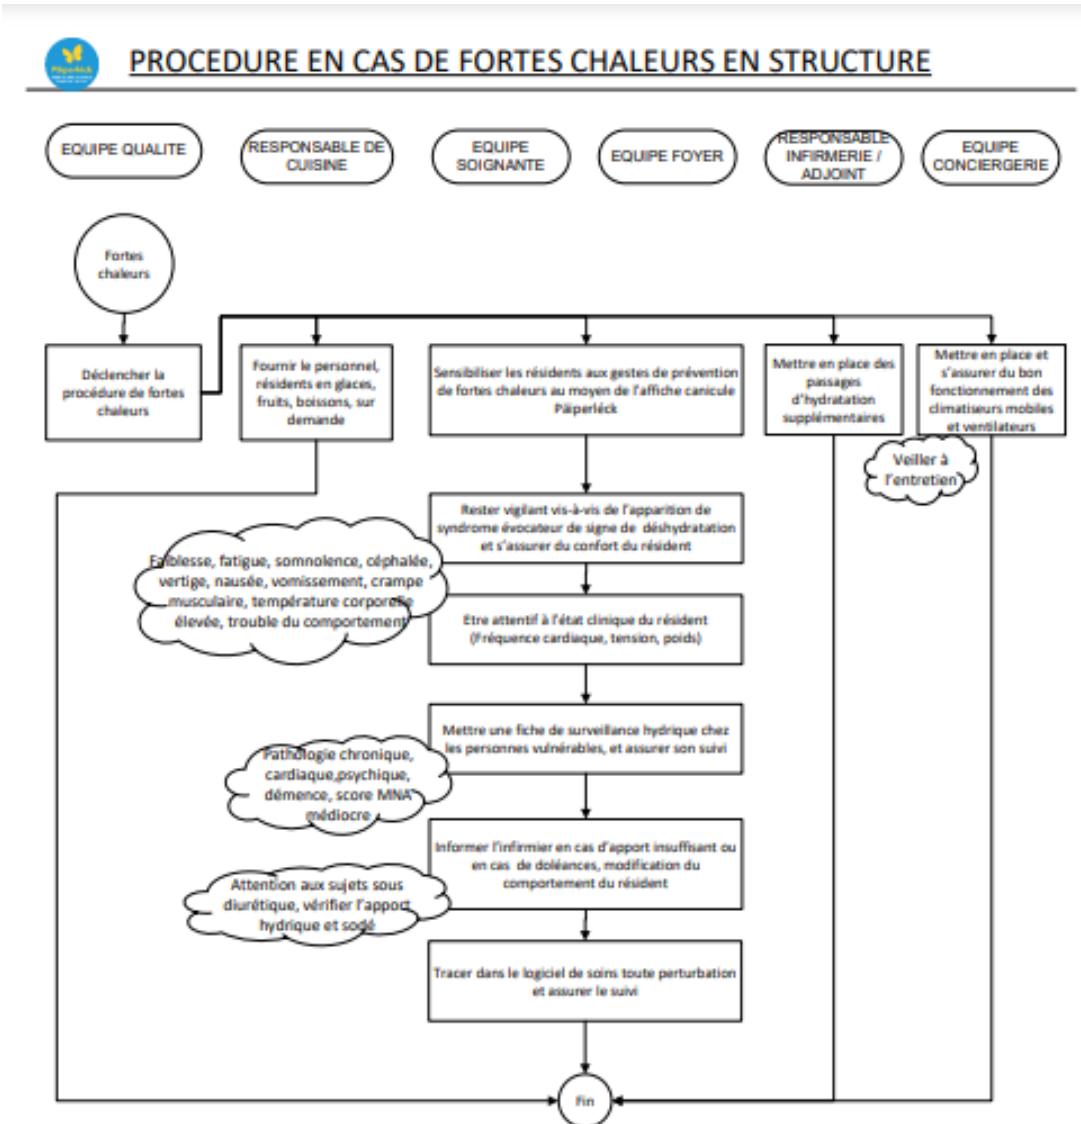 PROCEDURE EN CAS DE FORTES CHALEURS EN STRUCTURE
Päiperléck
EQUIPE QUALITE
RESPONSABLE DE
CUISINE
EQUIPE
SOIGNANTE
EQUIPE FOYER
RESPONSABLE
INFIRMERIE /
ADJOINT
EQUIPE
CONCIERGERIE
Fortes
chaleurs
Déclencher la
procédure de fortes
chaleurs
Fournir le personnel,
résidents en glaces,
fruits, boissons, sur
demande
Sensibiliser les résidents aux gestes de prévention
de fortes chaleurs au moyen de l'affiche canicule
Päiperléck
Mettre en place des
passages
d'hydratation
supplémentaires
Mettre en place et
s'assurer du bon
fonctionnement des
climatiseurs mobiles
et ventilateurs
Veiller à
l'entretien
Rester vigilant vis-à-vis de l'apparition de
syndrome évocateur de signe de déshydratation
et s'assurer du confort du résident
Faiblesse, fatigue, somnolence, céphalée,
vertige, nausée, vomissement, crampe
musculaire, température corporelle
élevée, trouble du comportement
Etre attentif à l'état clinique du résident
(Fréquence cardiaque, tension, poids)
Mettre une fiche de surveillance hydrique chez
les personnes vulnérables, et assurer son suivi
Pathologie chronique,
cardiaque,psychique,
démence, score MNA
médiocre
Informer l'infirmier en cas d'apport insuffisant ou
en cas de doléances, modification du
comportement du résident
Attention aux sujets sous
diurétique, vérifier l'apport
hydrique et sodé
Tracer dans le logiciel de soins toute perturbation
et assurer le suivi
Fin